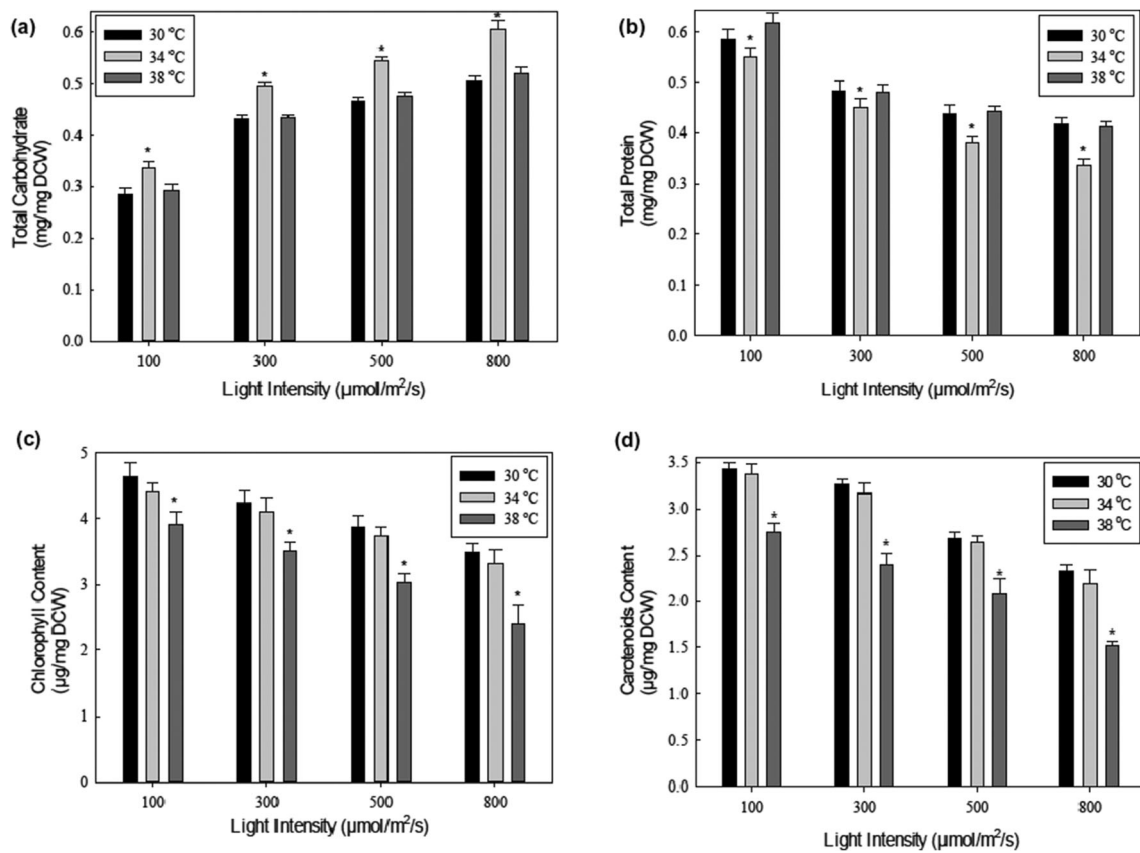 (a)
30 °C
34 °C
38 °C
Total Carbohydrate
(mg/mg DCW)
0.6
0.5
0.4
0.3
0.2
0.1
0.0
*
*
*
*
100 300 500 800
Light Intensity (µmol/m²/s)
(b)
30 °C
34 °C
38 °C
Total Protein
(mg/mg DCW)
0.6
0.5
0.4
0.3
0.2
0.1
0.0
*
*
*
*
100 300 500 800
Light Intensity (µmol/m²/s)
(c)
30 °C
34 °C
38 °C
Chlorophyll Content
(µg/mg DCW)
5
4
3
2
1
0
*
*
*
*
100 300 500 800
Light Intensity (µmol/m²/s)
(d)
30 °C
34 °C
38 °C
Carotenoids Content
(µg/mg DCW)
3.5
3.0
2.5
2.0
1.5
1.0
0.5
0.0
*
*
*
*
100 300 500 800
Light Intensity (µmol/m²/s)